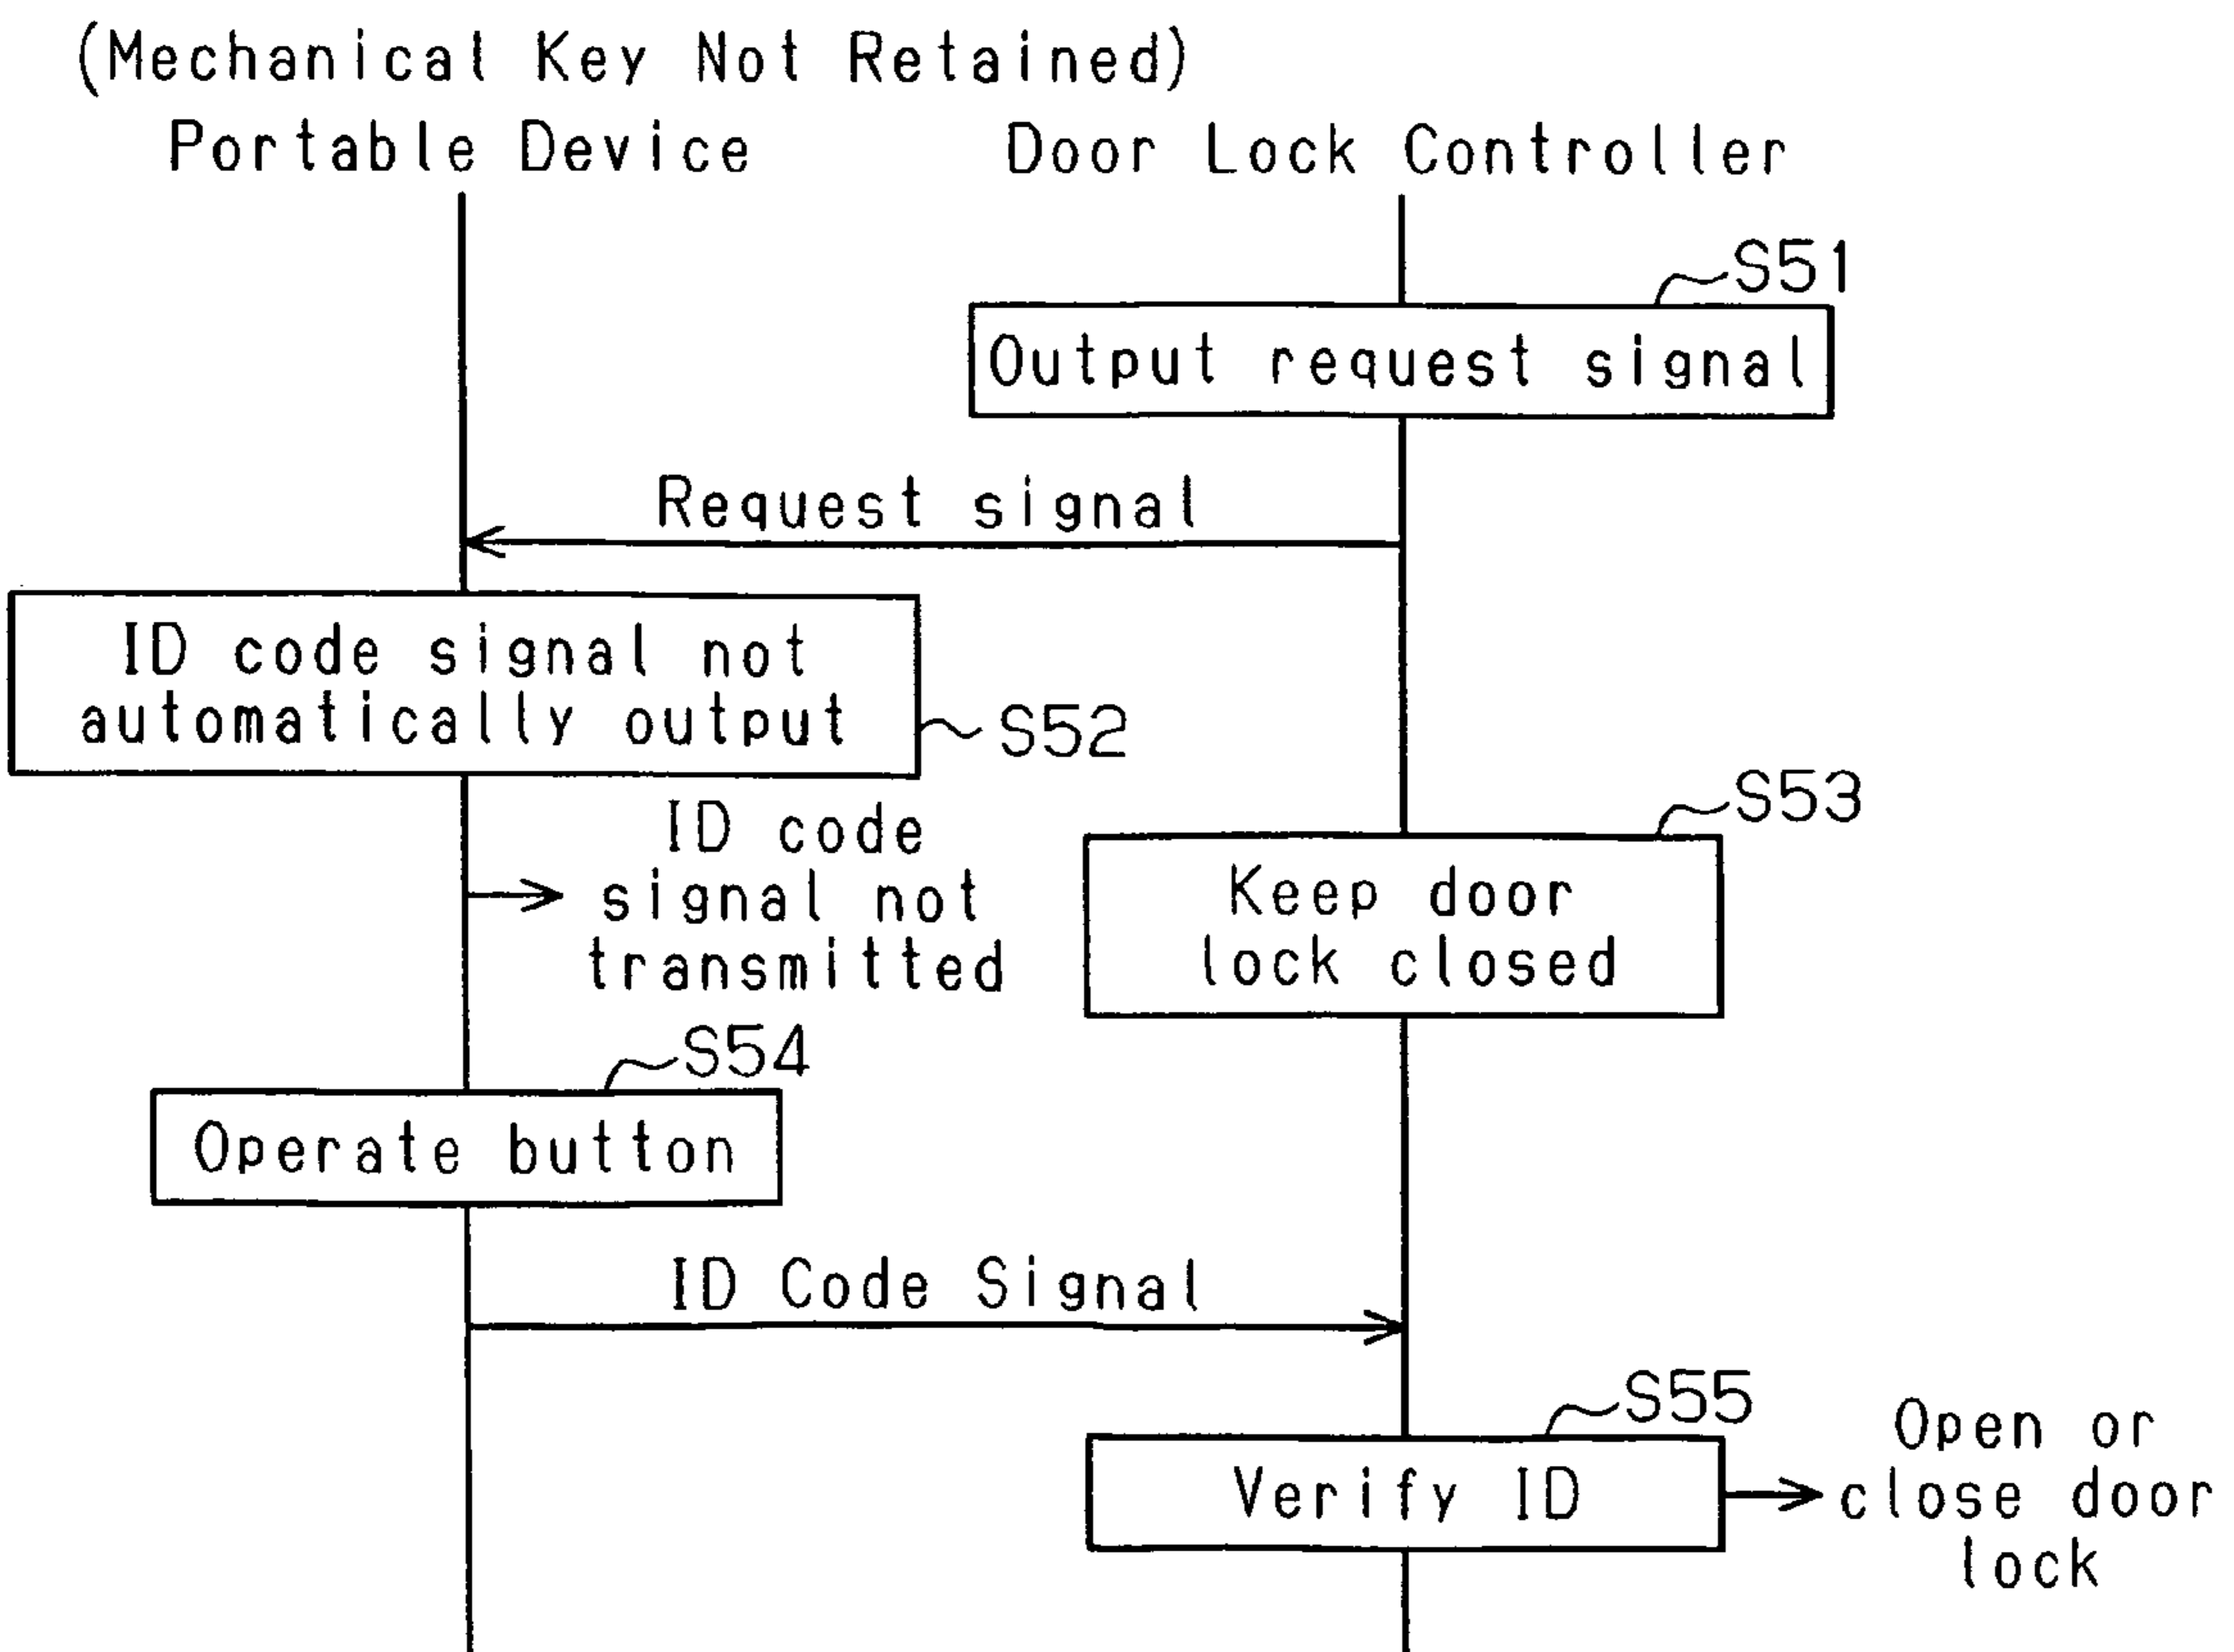 (Mechanical Key Not Retained)
Portable Device
Door Lock Controller
S51
Output request signal
Request signal
ID code signal not
automatically output
S52
ID code
signal not
transmitted
S53
Keep door
lock closed
S54
Operate button
ID Code Signal
S55
Verify ID
Open or
close door
lock